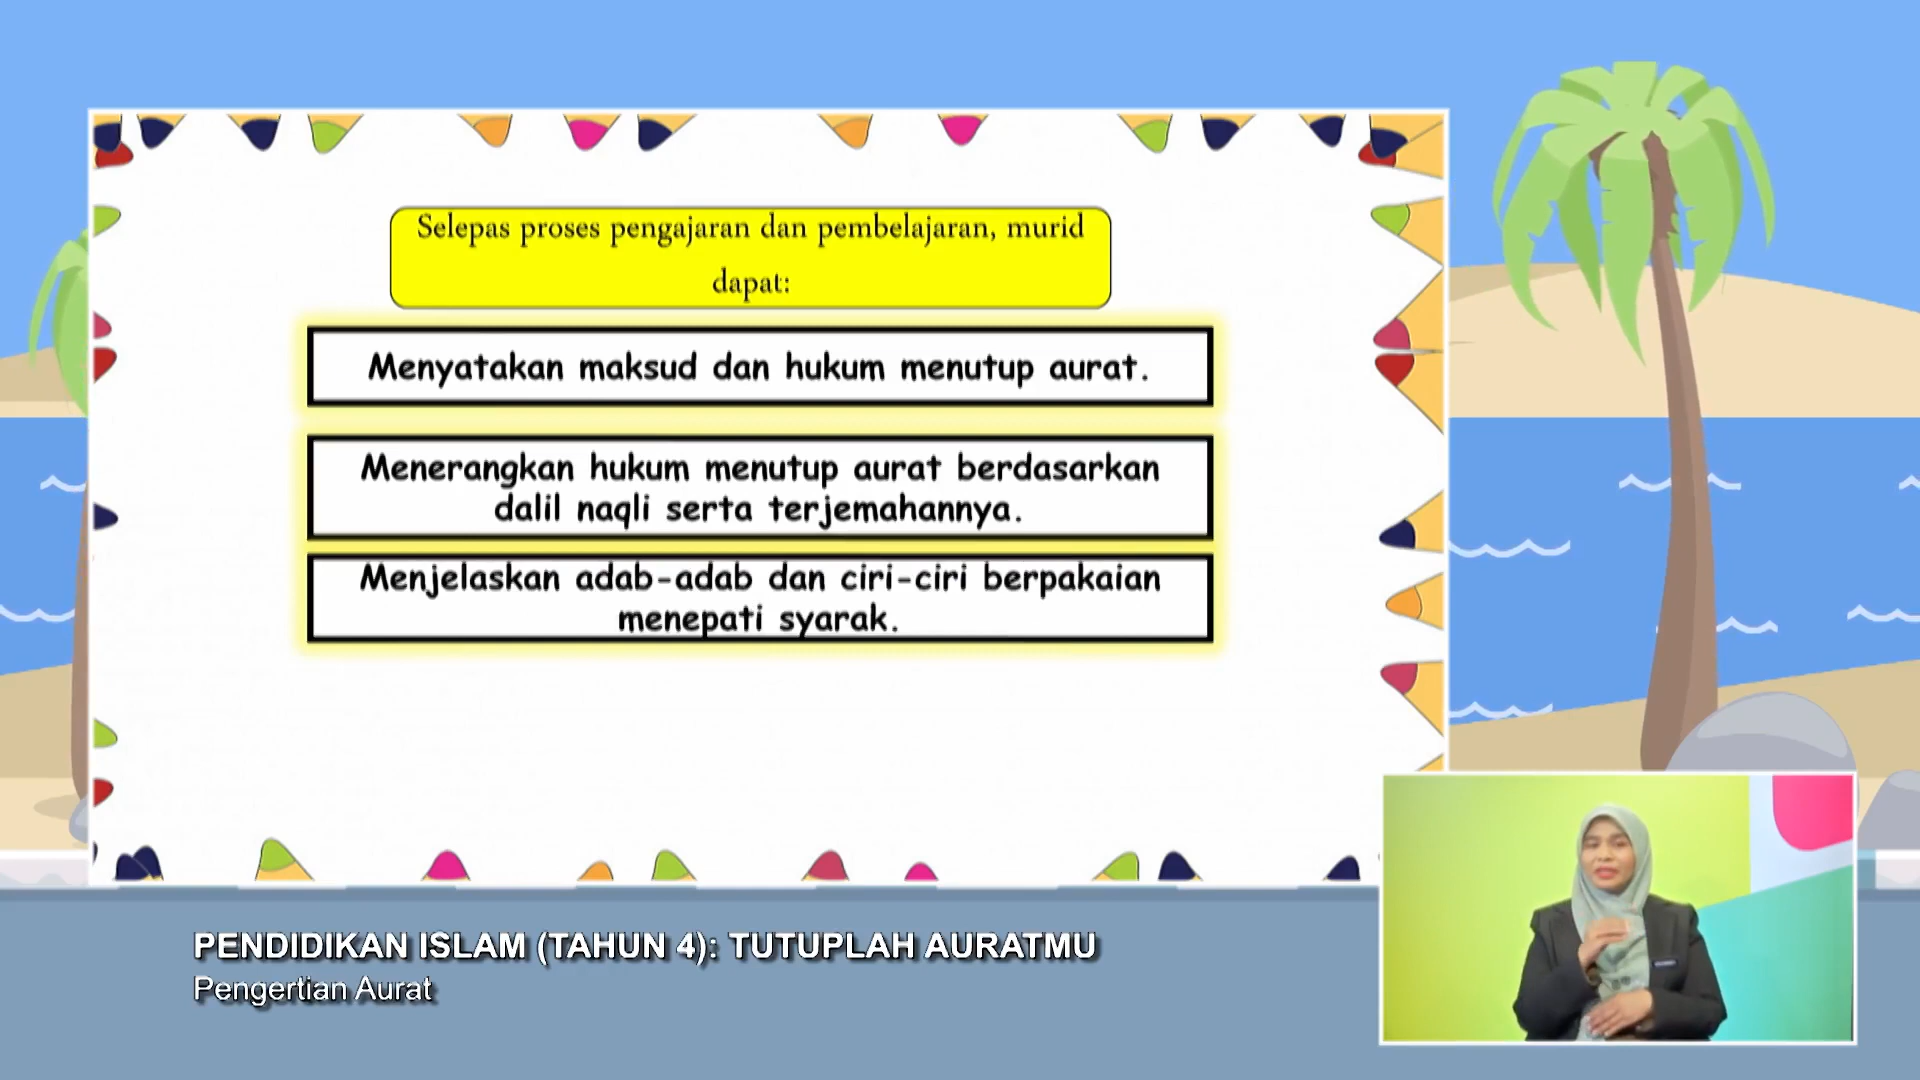 Selepas proses pengajaran dan pembelajaran, murid
dapat:
Menyatakan maksud dan hukum menutup aurat.
Menerangkan hukum menutup aurat berdasarkan
dalil naqli serta terjemahannya.
Menjelaskan adab-adab dan ciri-ciri berpakaian
menepati syarak.
PENDIDIKAN ISLAM (TAHUN 4): TUTUPLAH AURATMU
Pengertian Aurat